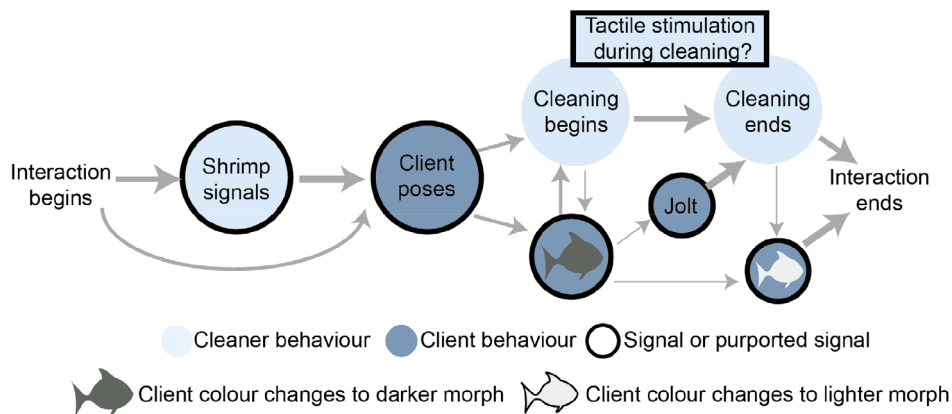 Tactile stimulation
during cleaning?
Interaction
begins
Shrimp
signals
Client
poses
Cleaning
begins
Cleaning
ends
Jolt
Interaction
ends
Cleaner behaviour
Client behaviour
Signal or purported signal
Client colour changes to darker morph
Client colour changes to lighter morph